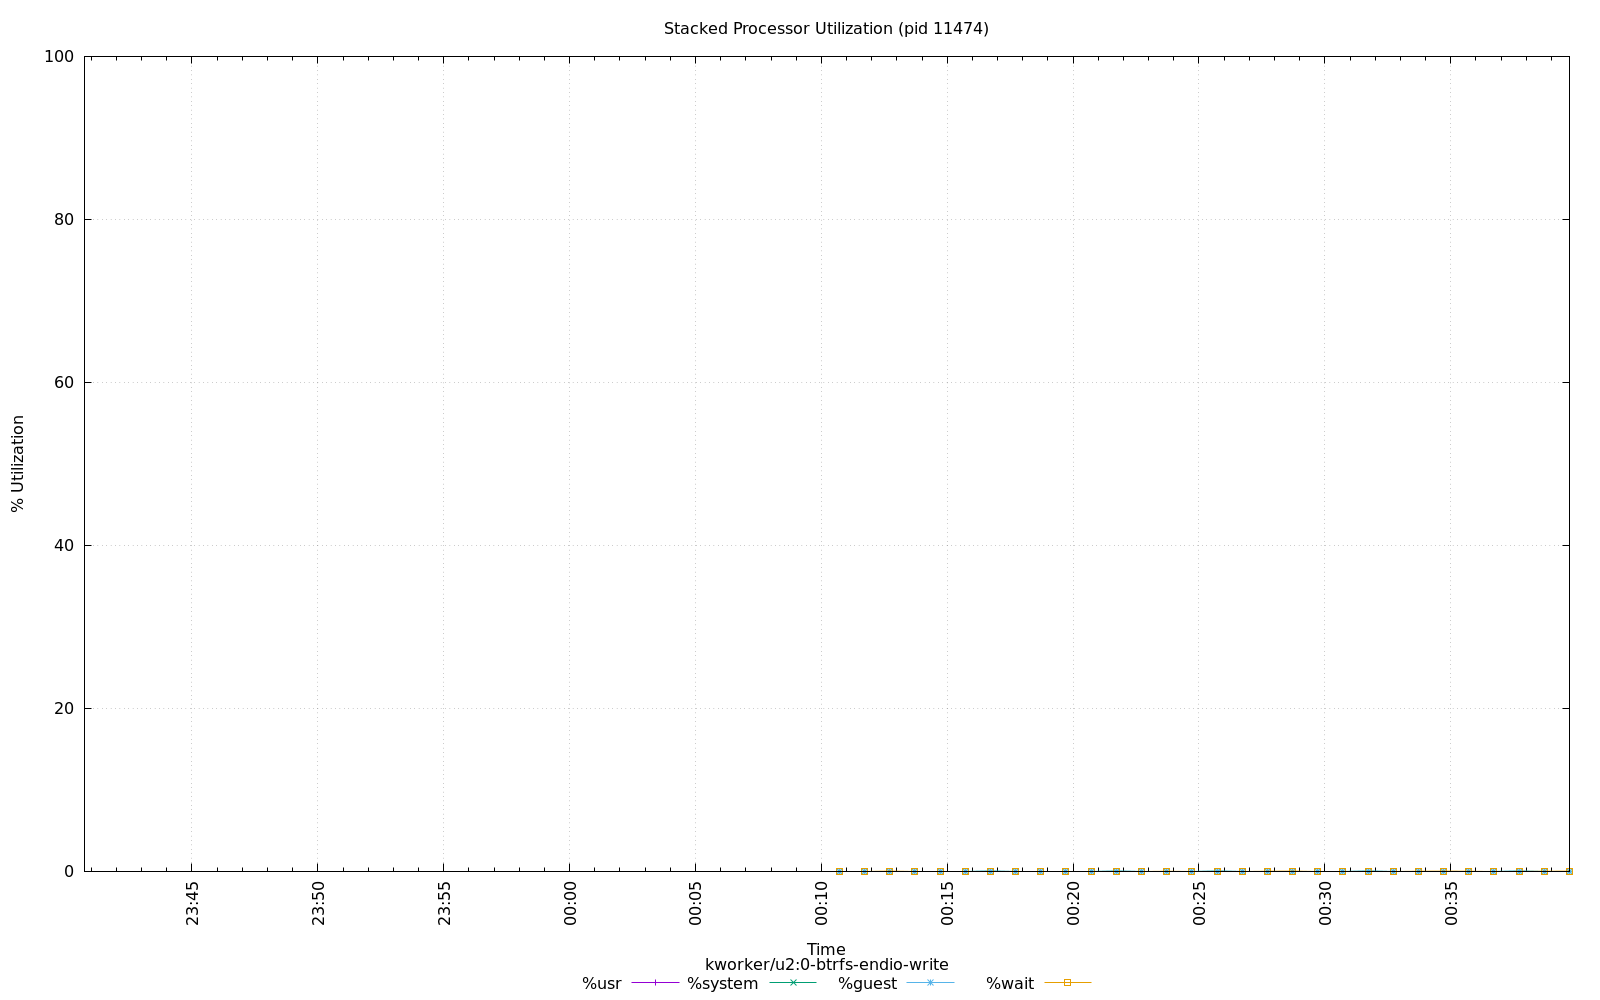 Stacked Processor Utilization (pid 11474)
100
80
60
40
20
0
% Utilization
23:45 23:50 23:55 00:00 00:05 00:10 00:15 00:20 00:25 00:30 00:35
Time
kworker/u2:0-btrfs-endio-write
%usr %system %guest %wait